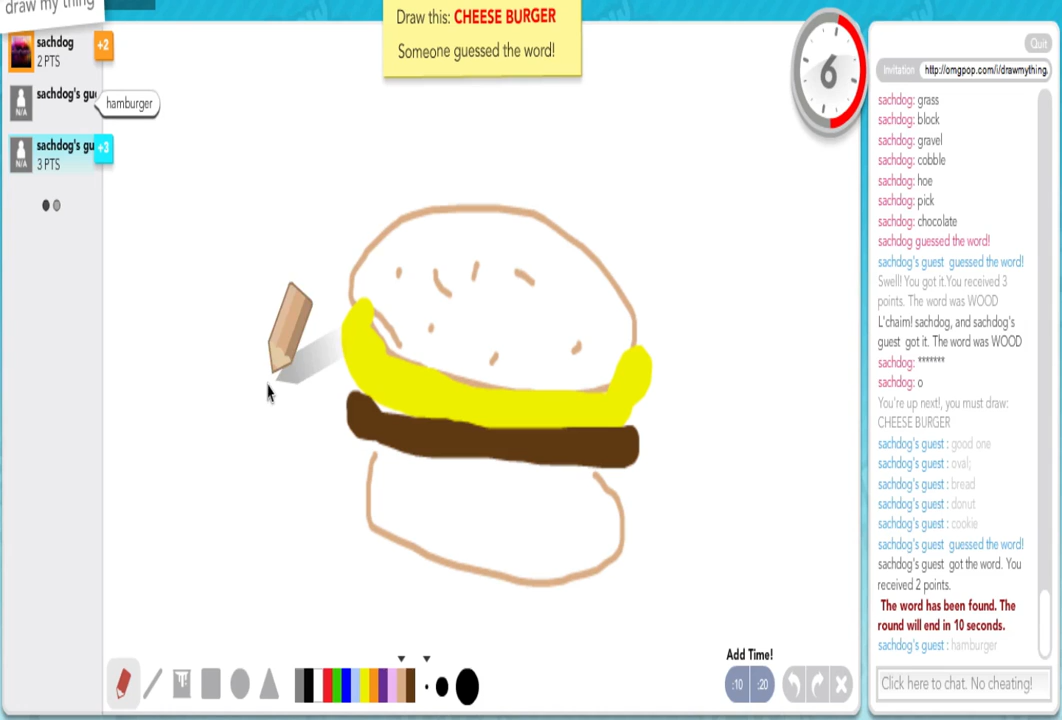 draw my thing
sachdog
+2
2 PTS
N/A
sachdog's gu
hamburger
N/A
sachdog's gu
+3
3 PTS
Draw this: CHEESE BURGER
Someone guessed the word!
6
Quit
Invitation http://omgpop.com/i/drawmything.
sachdog: grass
sachdog: block
sachdog: gravel
sachdog: cobble
sachdog: hoe
sachdog: pick
sachdog: chocolate
sachdog guessed the word!
sachdog's guest guessed the word!
Swell! You got it.You received 3
points. The word was WOOD
L'chaim! sachdog, and sachdog's
guest got it. The word was WOOD
sachdog: *******
sachdog: o
You're up next!, you must draw:
CHEESE BURGER
sachdog's guest : good one
sachdog's guest : oval;
sachdog's guest : bread
sachdog's guest : donut
sachdog's guest : cookie
sachdog's guest guessed the word!
sachdog's guest got the word. You
received 2 points.
The word has been found. The
round will end in 10 seconds.
sachdog's guest : hamburger
Click here to chat. No cheating!
Add Time!
:10 :20